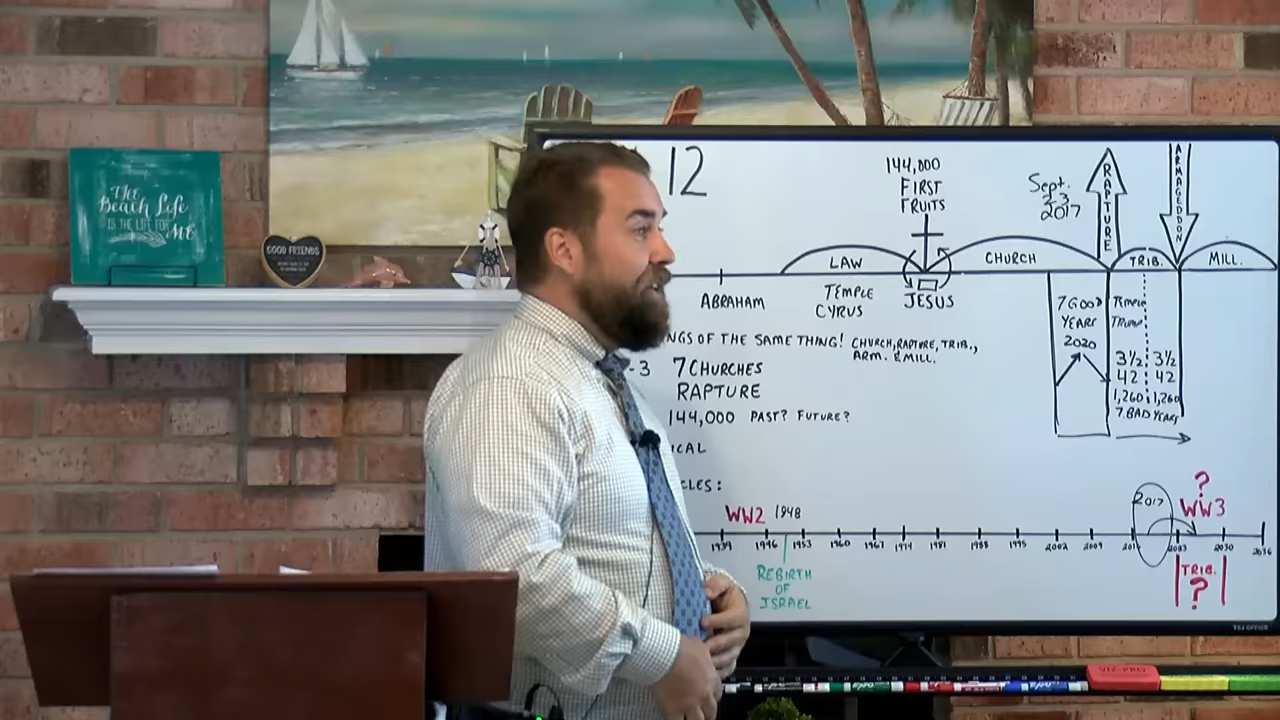 THE
Beach Life
IS THE LIFE FOR
ME
GOOD FRIENDS
12
144,000
FIRST
FRUITS
Sept.
23
2017
RAPTURE
ARMAGEDDON
LAW
CHURCH
TRIB.
MILL.
ABRAHAM
TEMPLE
CYRUS
JESUS
7 GOOD
YEARS
2020
TEMPLE
TRUMP
3½ 3½
42 42
1,260 1,260
7 BAD YEARS
NGS OF THE SAME THING! CHURCH, RAPTURE, TRIB.,
ARM. & MILL.
-3 7 CHURCHES
RAPTURE
144,000 PAST? FUTURE?
ICAL
CLES:
WW2 1948
2017
?
WW3
1939 1946 1953 1960 1967 1974 1981 1988 1995 2002 2009 2023 2030 2036
REBIRTH
OF
ISRAEL
TRIB.
?
EXPO